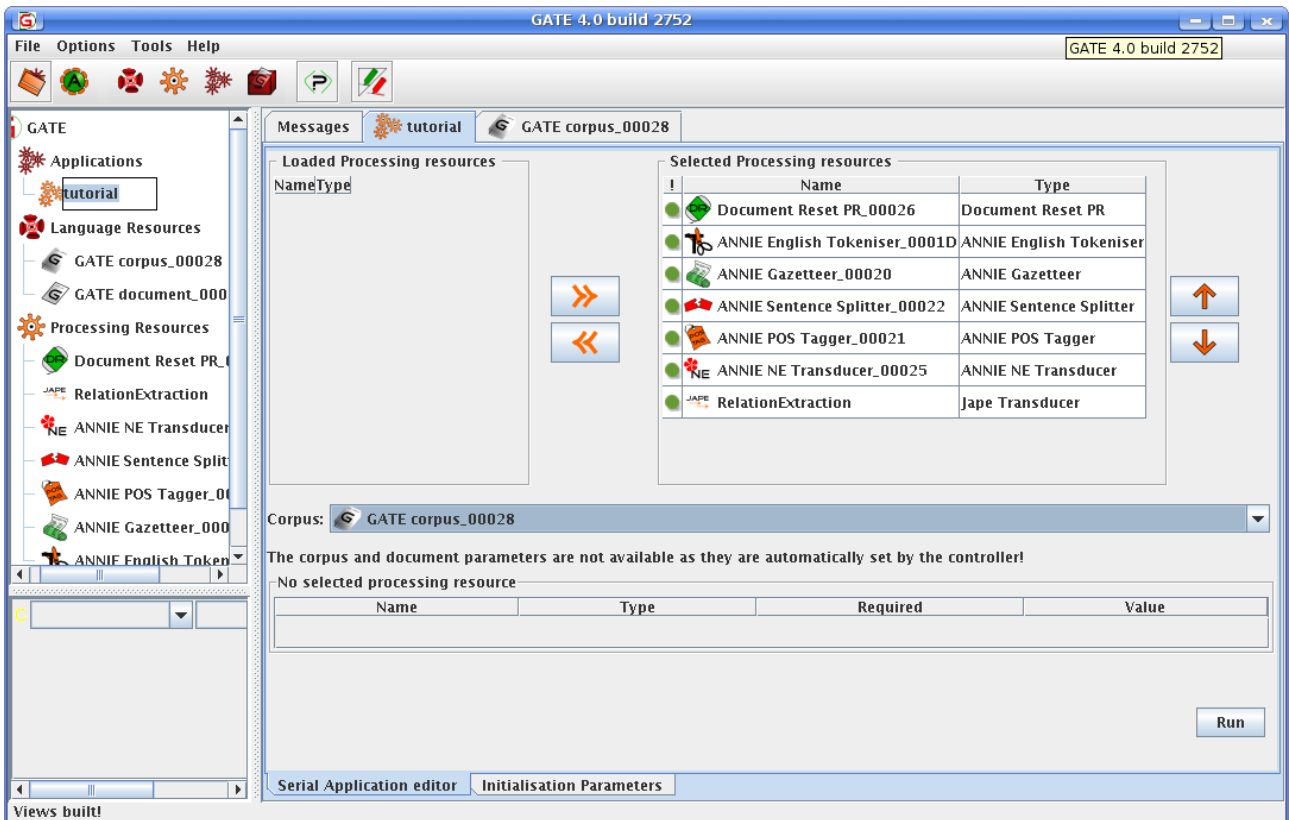 GATE 4.0 build 2752
File Options Tools Help
GATE 4.0 build 2752
GATE
Applications
tutorial
Language Resources
GATE corpus_00028
GATE document_000
Processing Resources
Document Reset PR_0
RelationExtraction
ANNIE NE Transducer
ANNIE Sentence Split
ANNIE POS Tagger_00
ANNIE Gazetteer_000
ANNIE English Token
Messages tutorial GATE corpus_00028
Loaded Processing resources
Name Type
Selected Processing resources
! Name Type
Document Reset PR_00026 Document Reset PR
ANNIE English Tokeniser_0001D ANNIE English Tokeniser
ANNIE Gazetteer_00020 ANNIE Gazetteer
ANNIE Sentence Splitter_00022 ANNIE Sentence Splitter
ANNIE POS Tagger_00021 ANNIE POS Tagger
ANNIE NE Transducer_00025 ANNIE NE Transducer
RelationExtraction Jape Transducer
Corpus: GATE corpus_00028
The corpus and document parameters are not available as they are automatically set by the controller!
No selected processing resource
Name Type Required Value
Run
Serial Application editor Initialisation Parameters
Views built!